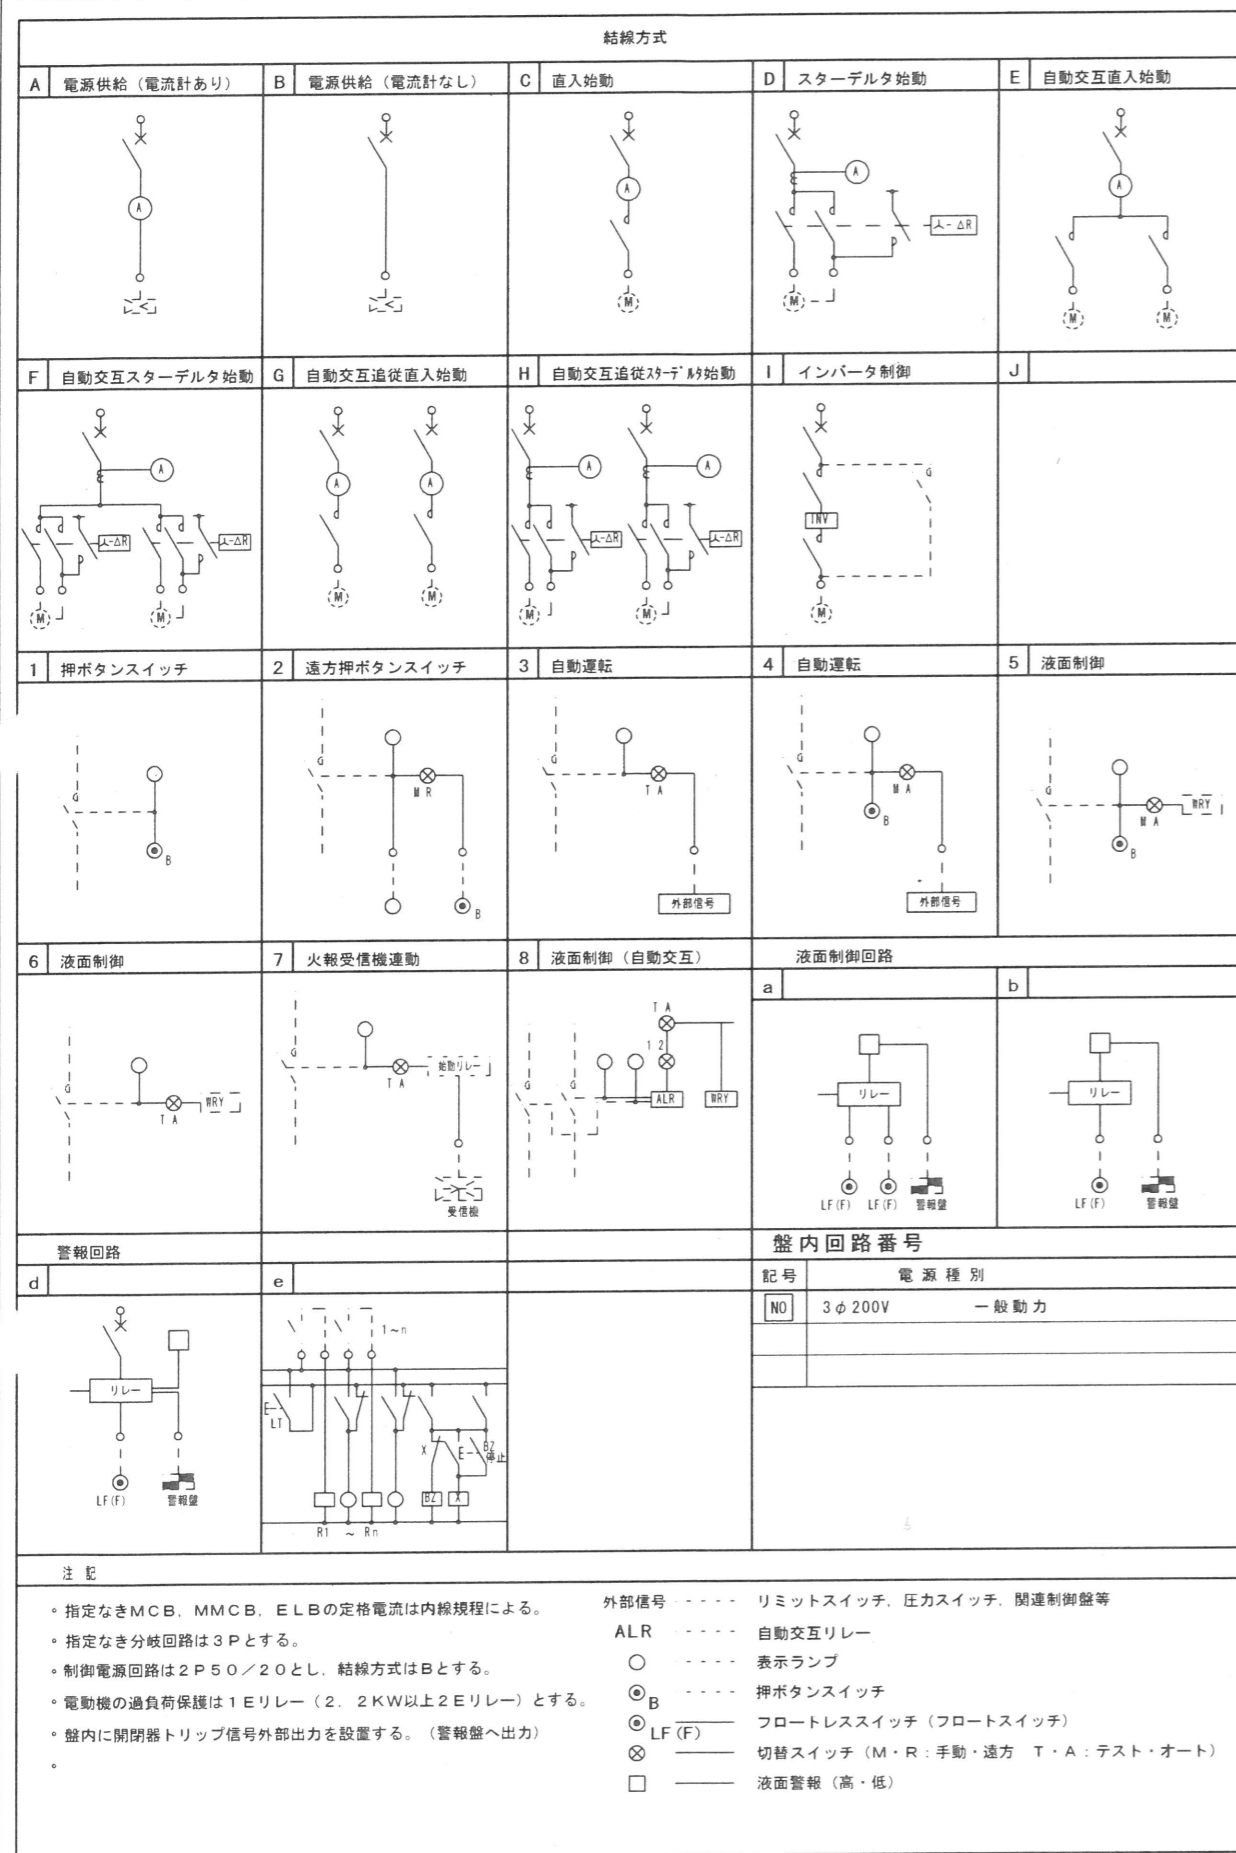 結線方式
A 電源供給（電流計あり） B 電源供給（電流計なし） C 直入始動 D スターデルタ始動 E 自動交互直入始動
A
A
A
A
人-ΔR
M
M
M M
F 自動交互スターデルタ始動 G 自動交互追従直入始動 H 自動交互追従ｽﾀｰﾃﾞﾙﾀ始動 I インバータ制御 J
A
人-ΔR 人-ΔR
M M
A A
M M
A A
人-ΔR 人-ΔR
M M
INV
M
1 押ボタンスイッチ 2 遠方押ボタンスイッチ 3 自動運転 4 自動運転 5 液面制御
B
M R
B
T A
外部信号
M A
B
外部信号
WRY
M A
B
6 液面制御 7 火報受信機連動 8 液面制御（自動交互） 液面制御回路
a b
WRY
T A
始動リレー
T A
受信機
T A
1 2
ALR WRY
リレー
LF(F) LF(F) 警報盤
リレー
LF(F) 警報盤
警報回路
d e
リレー
LF(F) 警報盤
1～n
LT
X
BZ
停止
BZ X
R1 ～ Rn
盤内回路番号
記号 電源種別
NO 3φ200V 一般動力
注記
。指定なきMCB，MMCB，ELBの定格電流は内線規程による。
。指定なき分岐回路は3Pとする。
。制御電源回路は2P50／20とし，結線方式はBとする。
。電動機の過負荷保護は1Eリレー（2．2KW以上2Eリレー）とする。
。盤内に開閉器トリップ信号外部出力を設置する。（警報盤へ出力）
。
外部信号 - - - - リミットスイッチ，圧力スイッチ，関連制御盤等
ALR - - - - 自動交互リレー
○ - - - - 表示ランプ
◉B - - - - 押ボタンスイッチ
◉LF(F) ―― フロートレススイッチ（フロートスイッチ）
⊗ ―― 切替スイッチ（M・R：手動・遠方 T・A：テスト・オート）
□ ―― 液面警報（高・低）